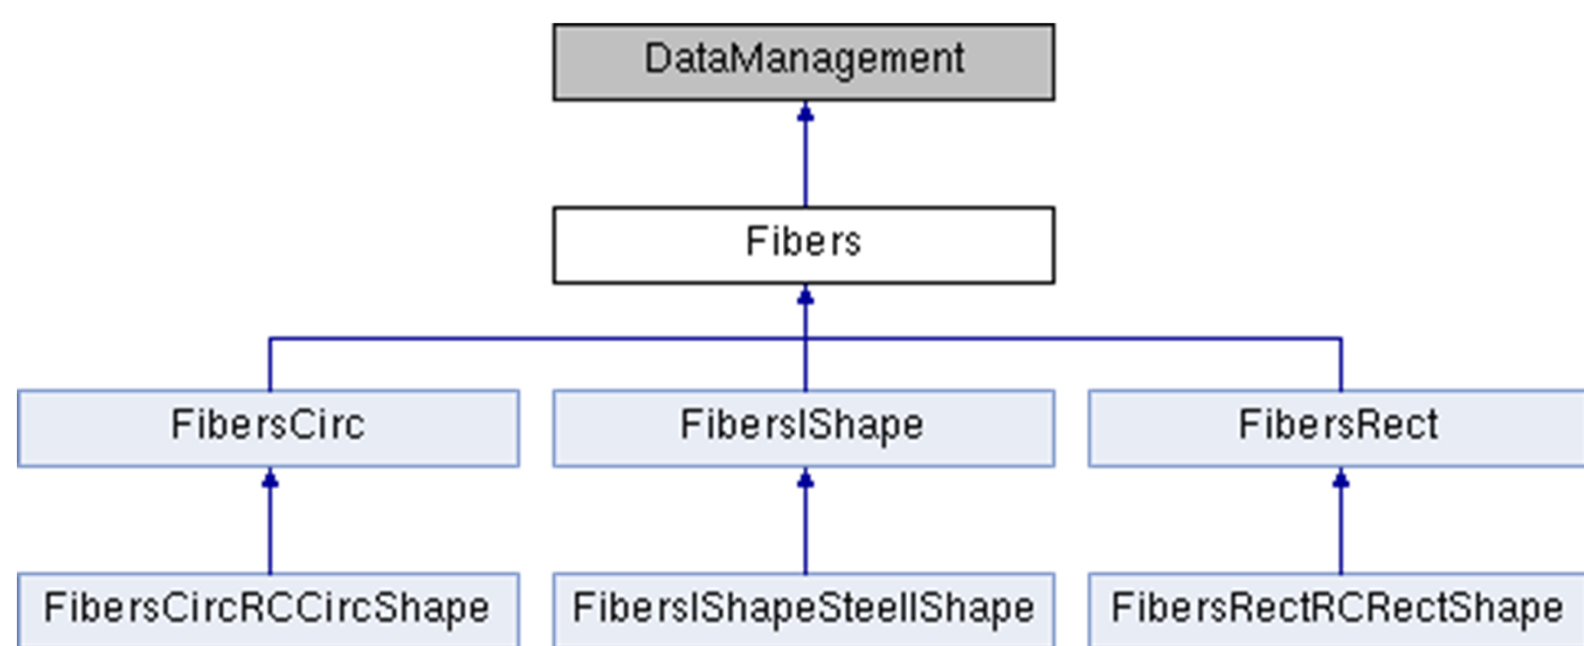 DataManagement
Fibers
FibersCirc
FibersIShape
FibersRect
FibersCircRCCircShape
FibersIShapeSteelIShape
FibersRectRCRectShape